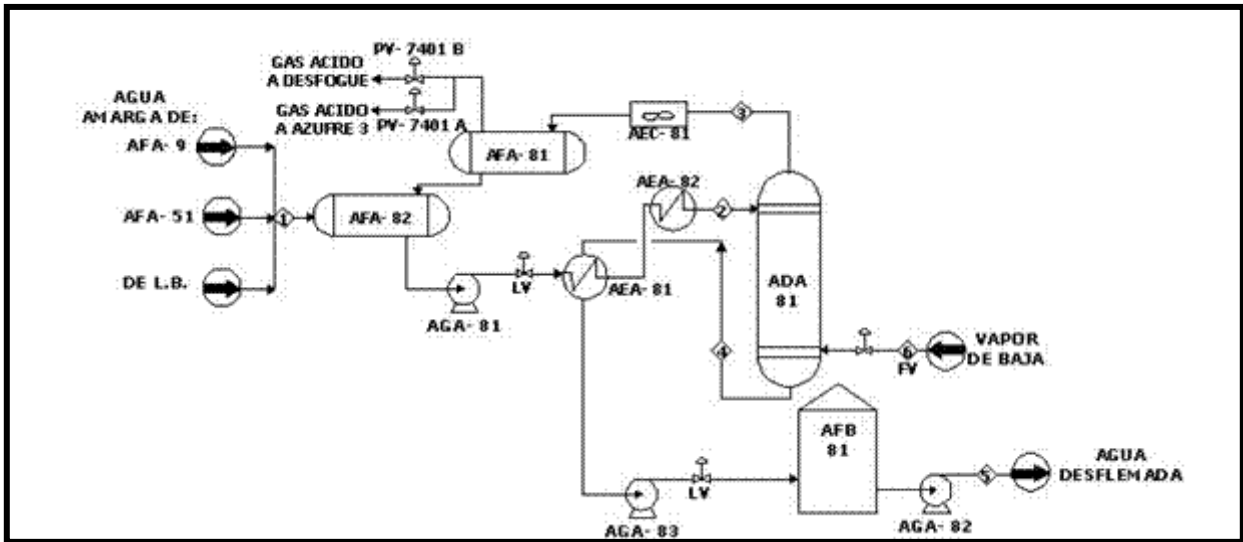 PV- 7401 B
GAS ACIDO
A DESFOGUE
GAS ACIDO
A AZUFRE 3
PV- 7401 A
AGUA
AMARGA DE:
AFA- 9
AFA- 51
DE L.B.
1
AFA- 81
AFA- 82
AEC- 81
3
AEA- 82
2
ADA
81
LV
AEA- 81
AGA- 81
4
6
FV
VAPOR
DE BAJA
AFB
81
LV
AGA- 83
5
AGA- 82
AGUA
DESFLEMADA